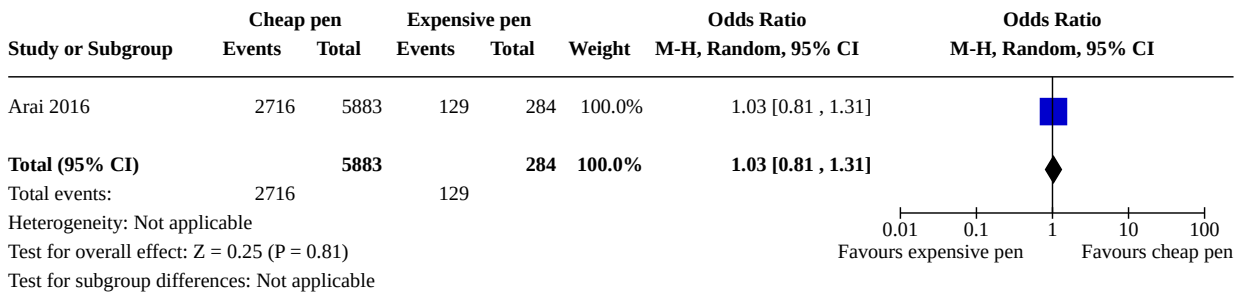 Cheap pen Expensive pen Odds Ratio Odds Ratio
Study or Subgroup Events Total Events Total Weight M-H, Random, 95% CI M-H, Random, 95% CI
Arai 2016 2716 5883 129 284 100.0% 1.03 [0.81 , 1.31]
Total (95% CI) 5883 284 100.0% 1.03 [0.81 , 1.31]
Total events: 2716 129
Heterogeneity: Not applicable
0.01 0.1 1 10 100
Test for overall effect: Z = 0.25 (P = 0.81) Favours expensive pen Favours cheap pen
Test for subgroup differences: Not applicable